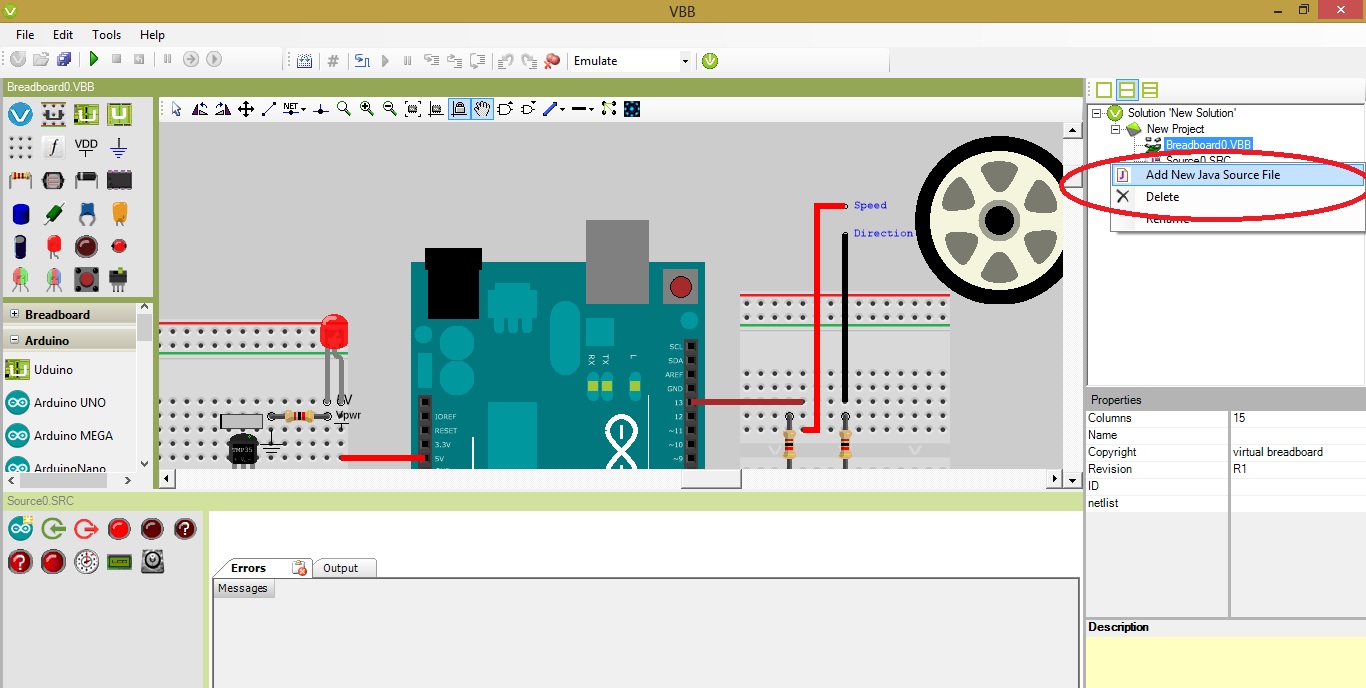 VBB
File Edit Tools Help
Emulate
Breadboard0.VBB
NET
VDD
Breadboard
Arduino
Uduino
Arduino UNO
Arduino MEGA
ArduinoNano
Speed
Direction
RX
TX
L
SCL
SDA
AREF
GND
13
12
~11
~10
~9
IOREF
RESET
3.3V
5V
Vpwr
TMP35
Solution 'New Solution'
New Project
Breadboard0.VBB
Source0.SRC
Add New Java Source File
Delete
Rename
Properties
Columns 15
Name
Copyright virtual breadboard
Revision R1
ID
netlist
Description
Source0.SRC
Errors
Output
Messages